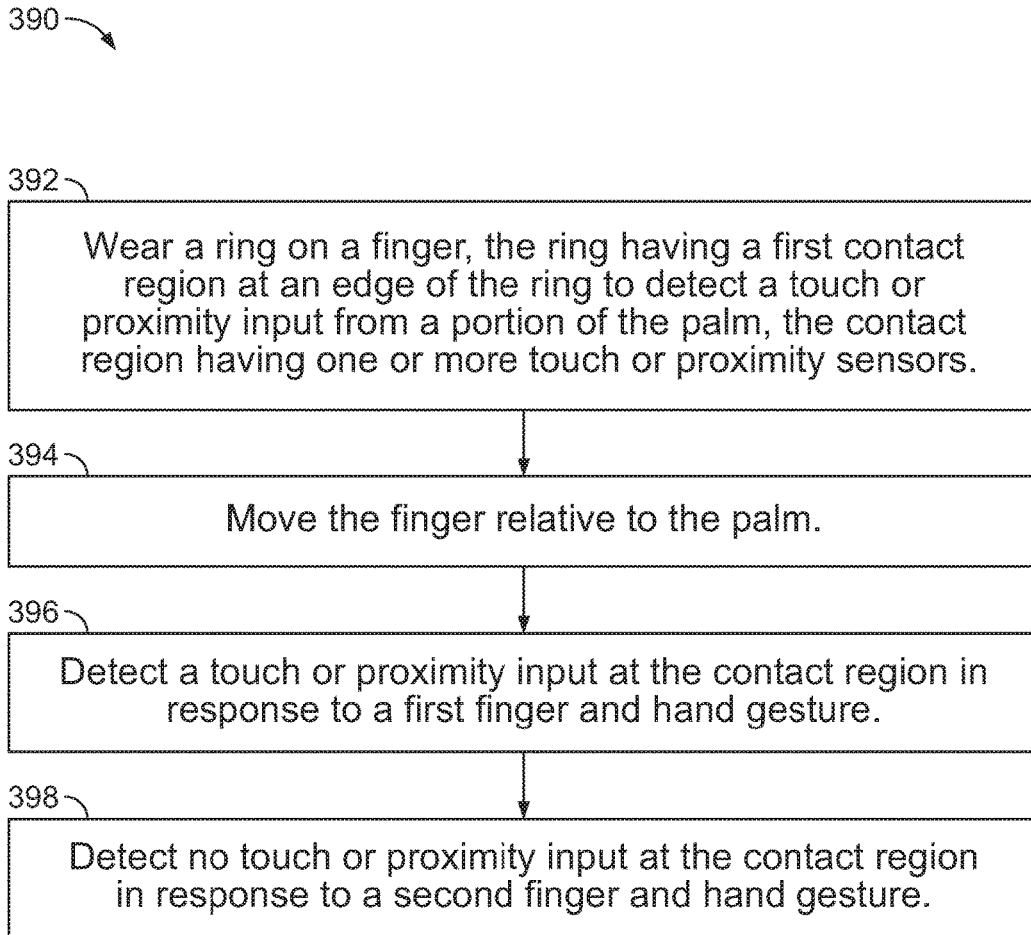 390
392
Wear a ring on a finger, the ring having a first contact
region at an edge of the ring to detect a touch or
proximity input from a portion of the palm, the contact
region having one or more touch or proximity sensors.
394
Move the finger relative to the palm.
396
Detect a touch or proximity input at the contact region in
response to a first finger and hand gesture.
398
Detect no touch or proximity input at the contact region
in response to a second finger and hand gesture.